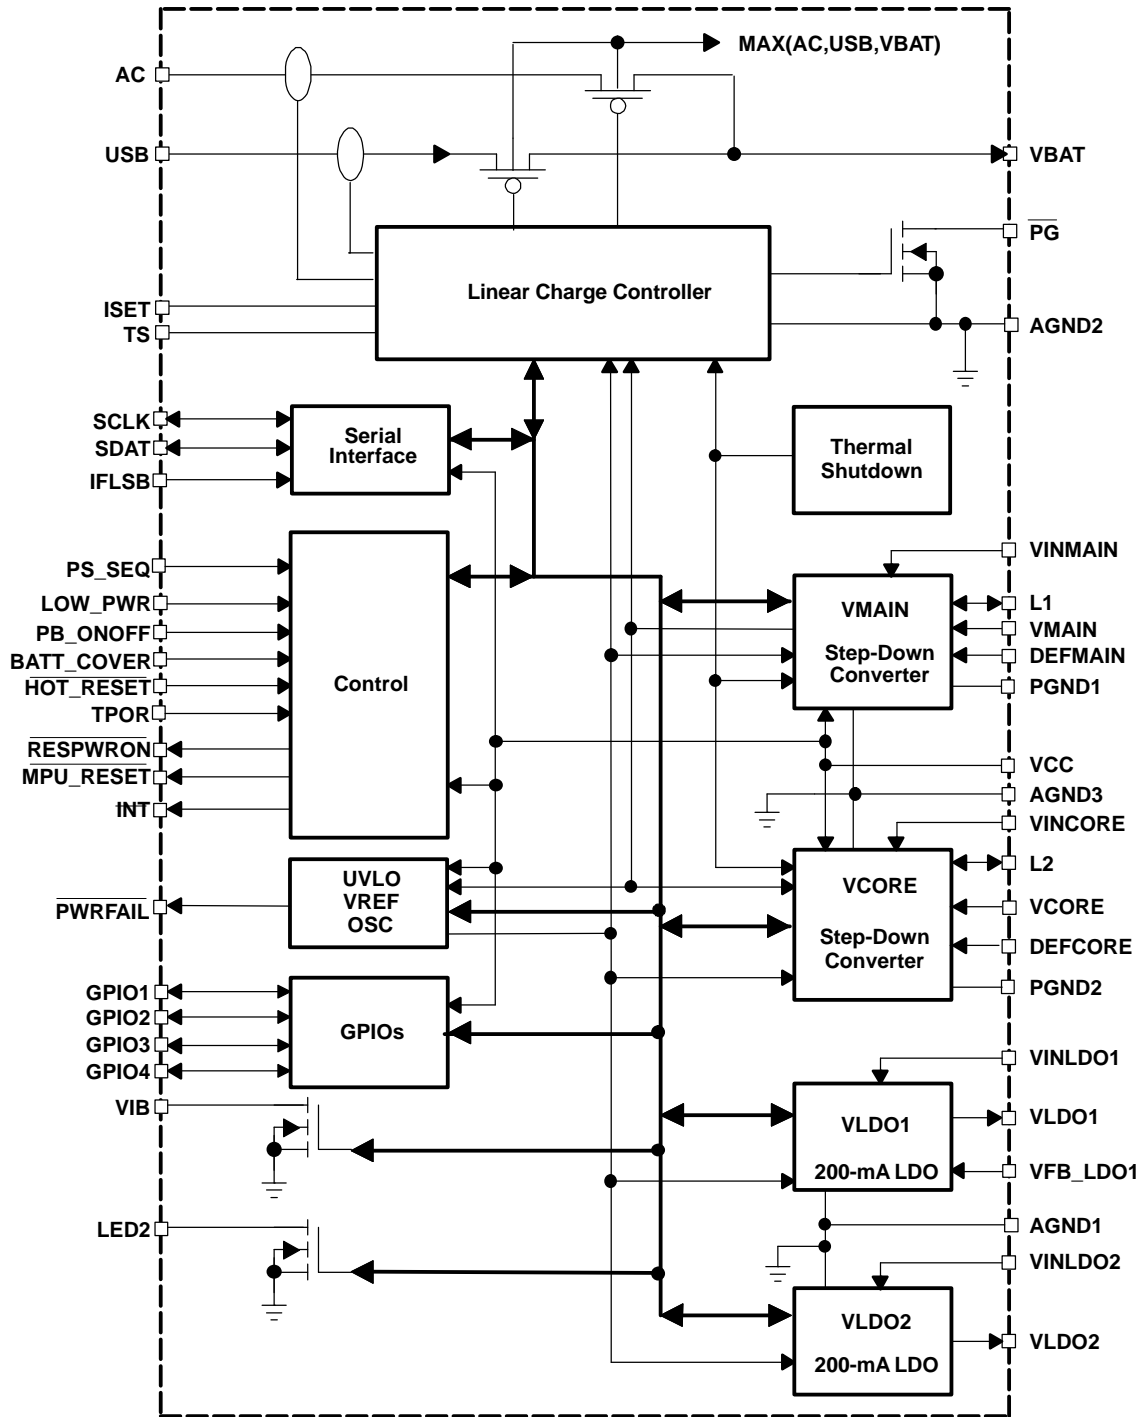 MAX(AC,USB,VBAT)
AC
USB
VBAT
PG
Linear Charge Controller
ISET
TS
AGND2
SCLK
SDAT
IFLSB
Serial
Interface
Thermal
Shutdown
PS_SEQ
LOW_PWR
PB_ONOFF
BATT_COVER
HOT_RESET
TPOR
RESPWRON
MPU_RESET
INT
Control
VINMAIN
L1
VMAIN
DEFMAIN
PGND1
VMAIN
Step-Down
Converter
VCC
AGND3
VINCORE
L2
VCORE
DEFCORE
PGND2
VCORE
Step-Down
Converter
PWRFAIL
UVLO
VREF
OSC
GPIO1
GPIO2
GPIO3
GPIO4
GPIOs
VIB
LED2
VINLDO1
VLDO1
VFB_LDO1
AGND1
VLDO1
200-mA LDO
VINLDO2
VLDO2
VLDO2
200-mA LDO